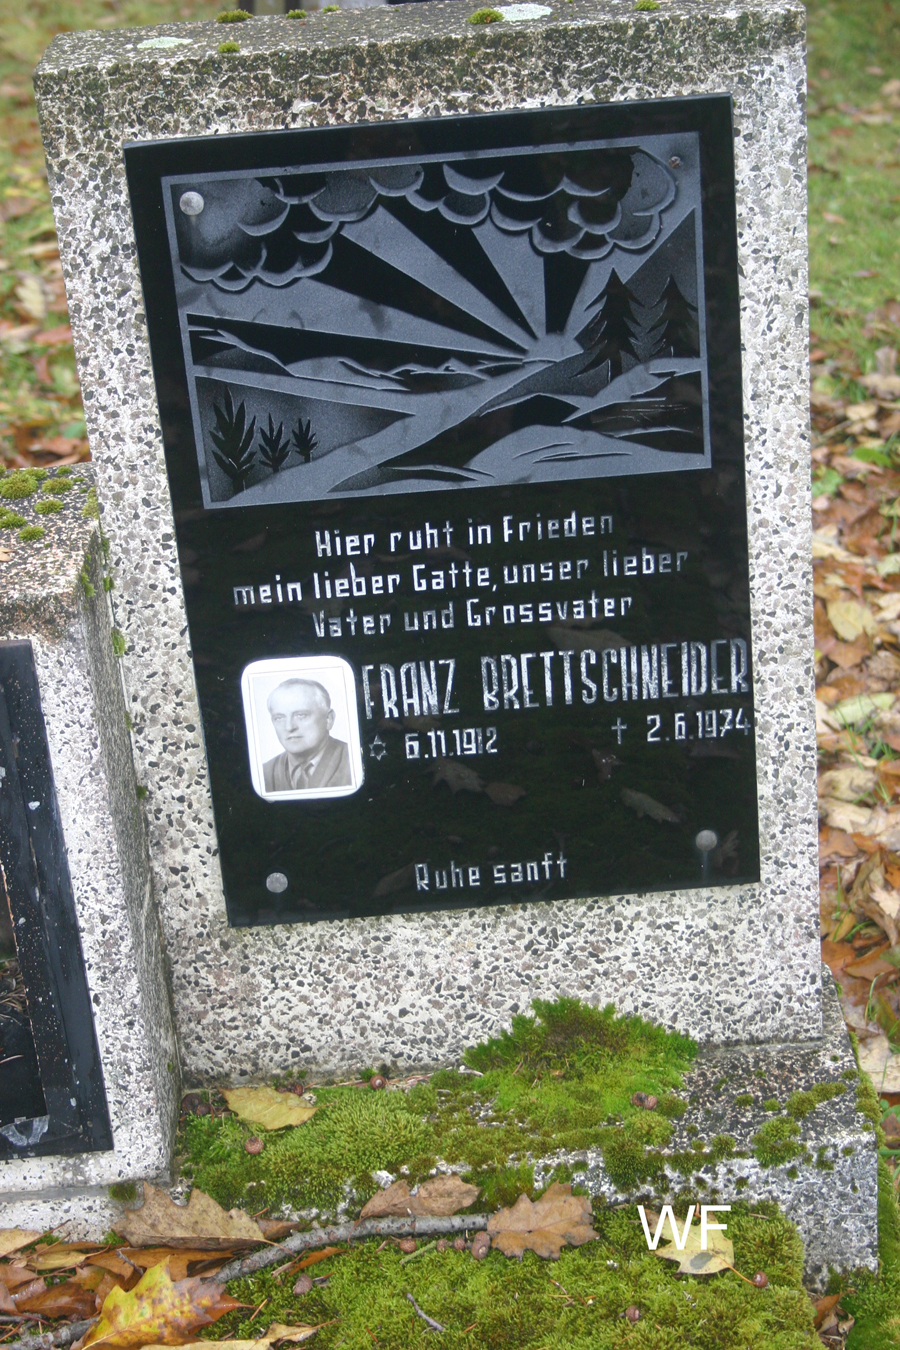 Hier ruht in Frieden
mein lieber Gatte, unser lieber
Vater und Grossvater
FRANZ BRETTSCHNEIDER
✡ 6.11.1912 † 2.6.1974
Ruhe sanft
WF